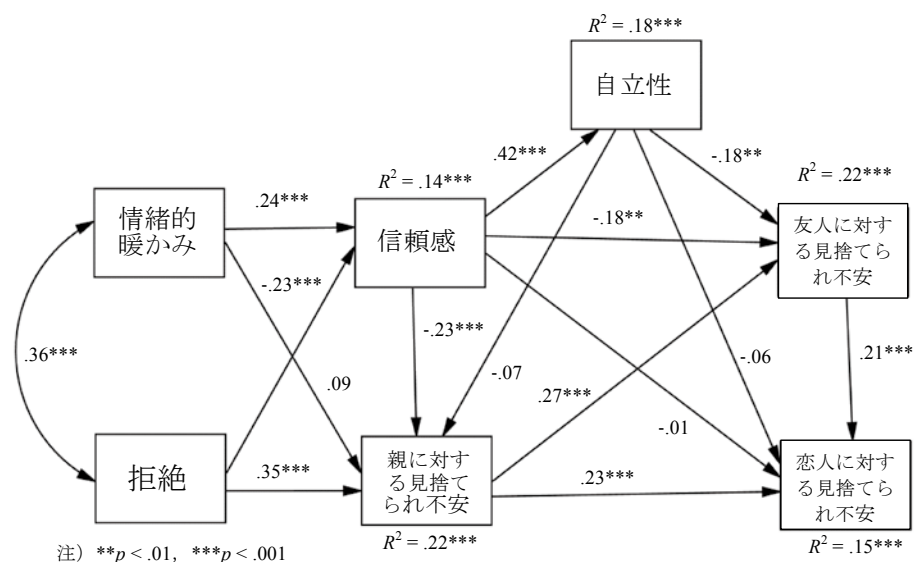 R² = .18***
自立性
.42***
-.18**
R² = .14***
R² = .22***
情緒的
暖かみ
.24***
信頼感
-.18**
友人に対す
る見捨てら
れ不安
-.23***
-.23***
.36***
.09
-.07
.27***
-.06
.21***
-.01
拒絶
.35***
親に対す
る見捨て
られ不安
.23***
恋人に対す
る見捨てら
れ不安
R² = .22***
R² = .15***
注）**p < .01，***p < .001